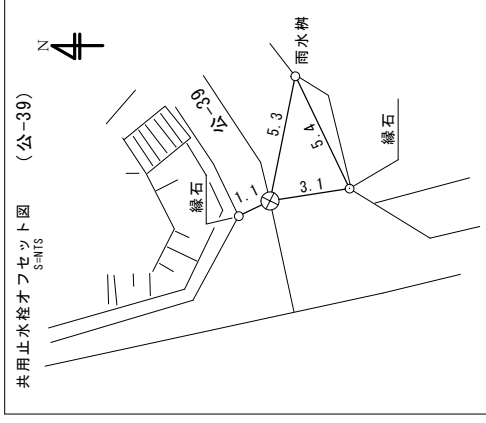 共用止水栓オフセット図 (公-39)
S=NTS
N
公-39
雨水桝
縁石
1.1
5.3
5.4
3.1
縁石